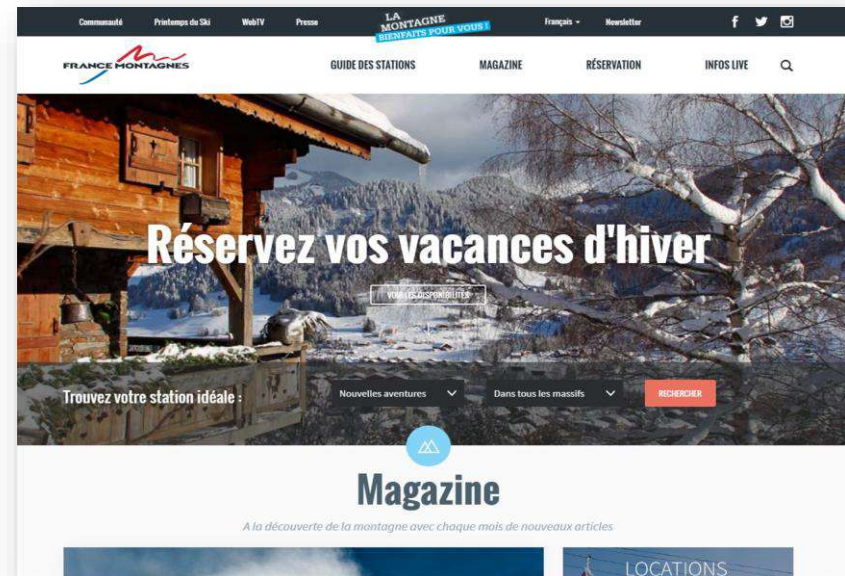 Communauté
Printemps du Ski
WebTV
Presse
LA
MONTAGNE
BIENFAITS POUR VOUS !
Français
Newsletter
FRANCE MONTAGNES
GUIDE DES STATIONS
MAGAZINE
RÉSERVATION
INFOS LIVE
Réservez vos vacances d'hiver
VOIR LES DISPONIBILITÉS
Trouvez votre station idéale :
Nouvelles aventures
Dans tous les massifs
RECHERCHER
Magazine
A la découverte de la montagne avec chaque mois de nouveaux articles
LOCATIONS